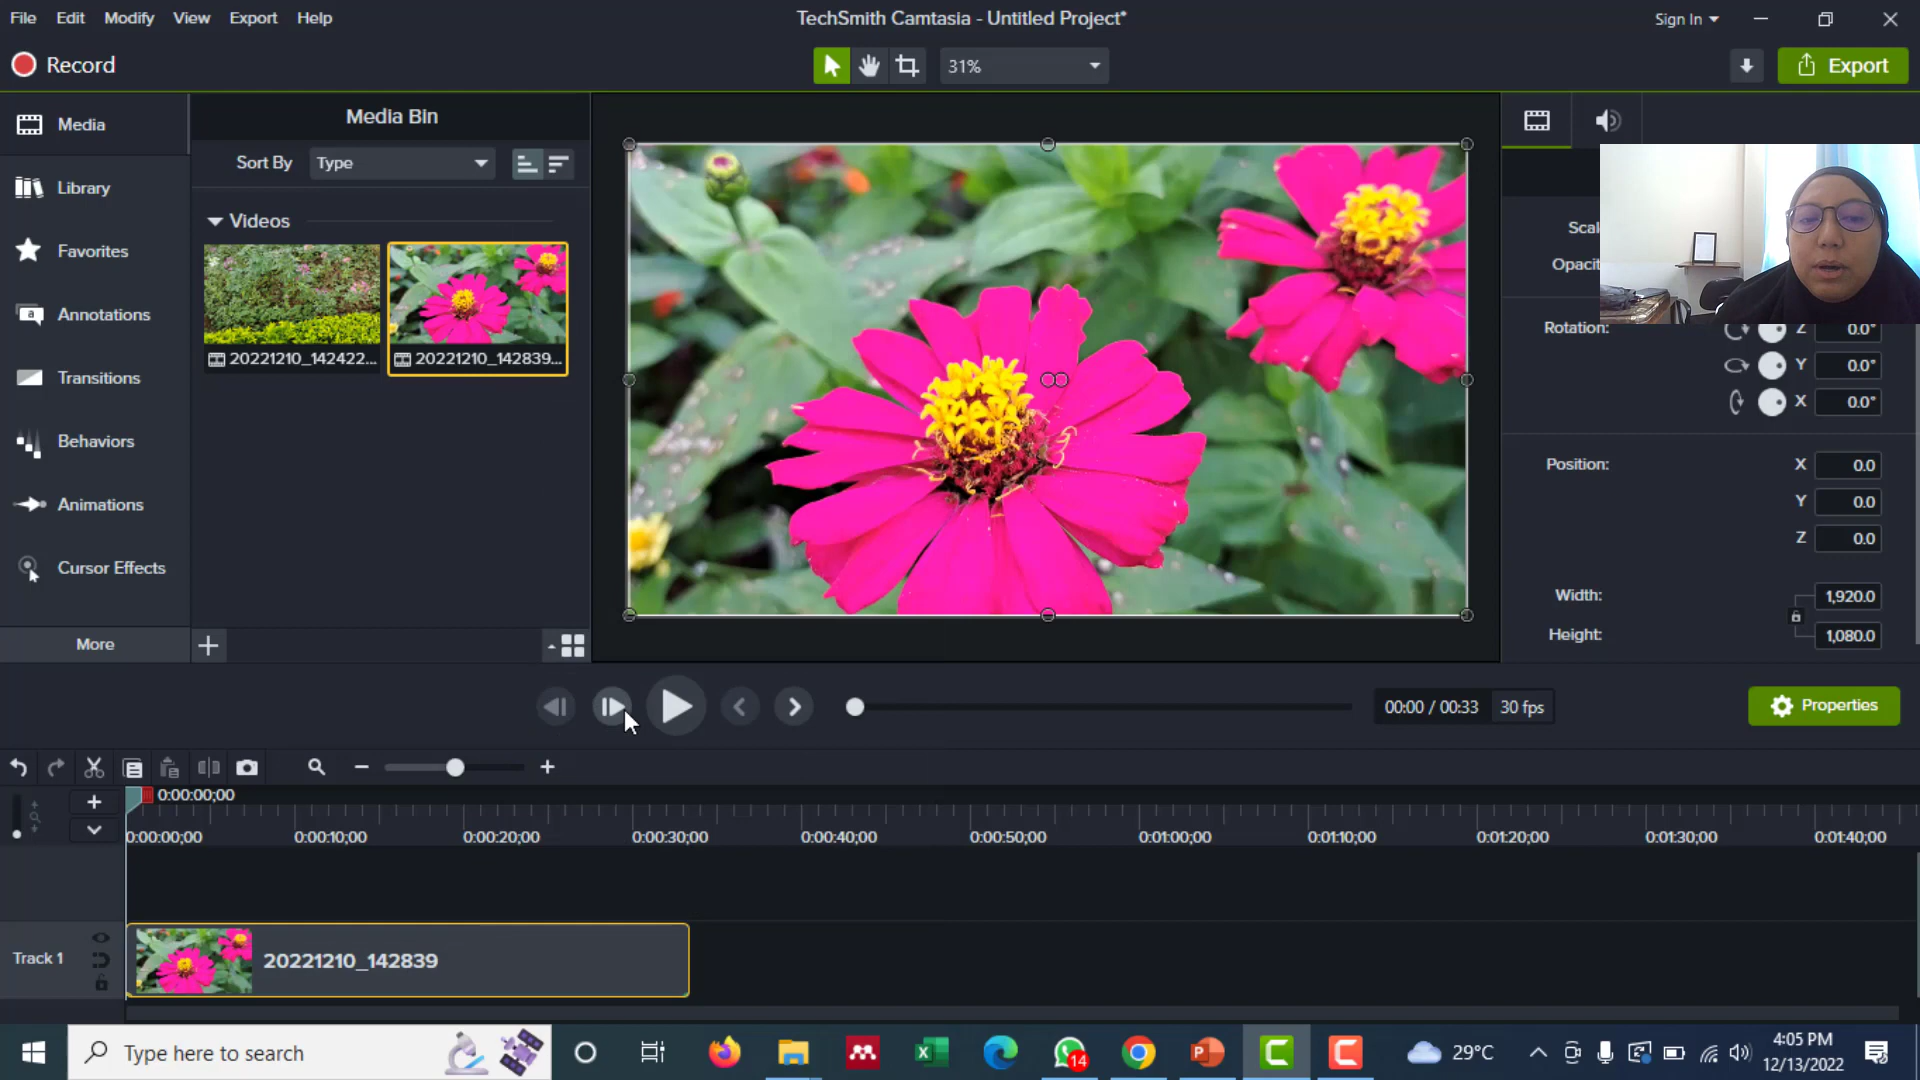 File Edit Modify View Export Help
TechSmith Camtasia - Untitled Project*
Sign In
Record
31%
Export
Media
Library
Favorites
Annotations
Transitions
Behaviors
Animations
Cursor Effects
More
Media Bin
Sort By Type
Videos
20221210_142422...
20221210_142839...
Rotation: Z 0.0°
Y 0.0°
X 0.0°
Position: X 0.0
Y 0.0
Z 0.0
Width: 1,920.0
Height: 1,080.0
00:00 / 00:33 30 fps
Properties
0:00:00;00
0:00:00;00 0:00:10;00 0:00:20;00 0:00:30;00 0:00:40;00 0:00:50;00 0:01:00;00 0:01:10;00 0:01:20;00 0:01:30;00 0:01:40;00
Track 1
20221210_142839
Type here to search
14
29°C
4:05 PM
12/13/2022